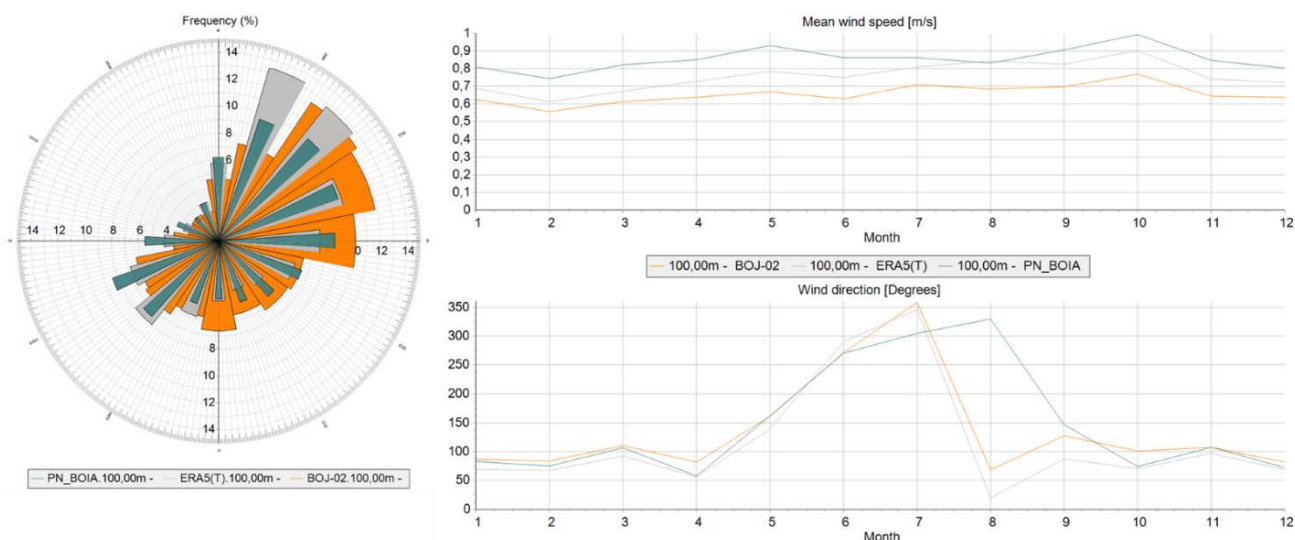 Frequency (%)
14
12
10
8
6
14 12 10 8 6 4 0 12 14
8
10
12
14
PN_BOIA.100,00m - ERA5(T).100,00m - BOJ-02.100,00m -
Mean wind speed [m/s]
1
0,9
0,8
0,7
0,6
0,5
0,4
0,3
0,2
0,1
0
1 2 3 4 5 6 7 8 9 10 11 12
Month
100,00m - BOJ-02 100,00m - ERA5(T) 100,00m - PN_BOIA
Wind direction [Degrees]
350
300
250
200
150
100
50
0
1 2 3 4 5 6 7 8 9 10 11 12
Month